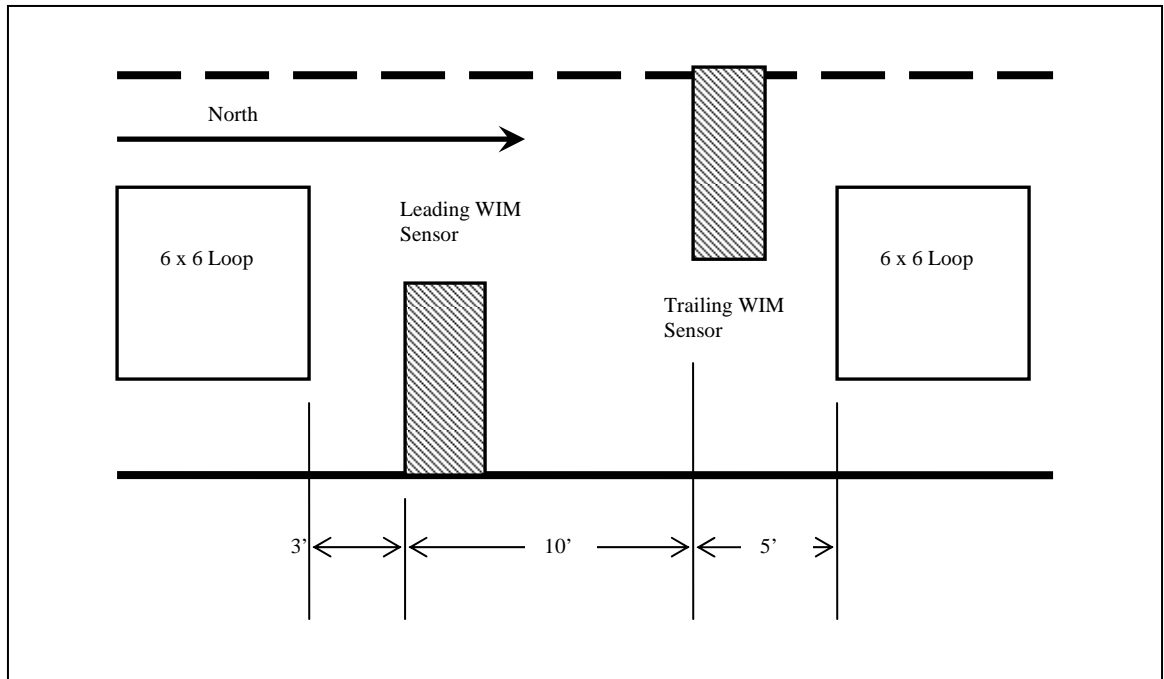 North
Leading WIM
Sensor
6 x 6 Loop
6 x 6 Loop
Trailing WIM
Sensor
3’
10’
5’